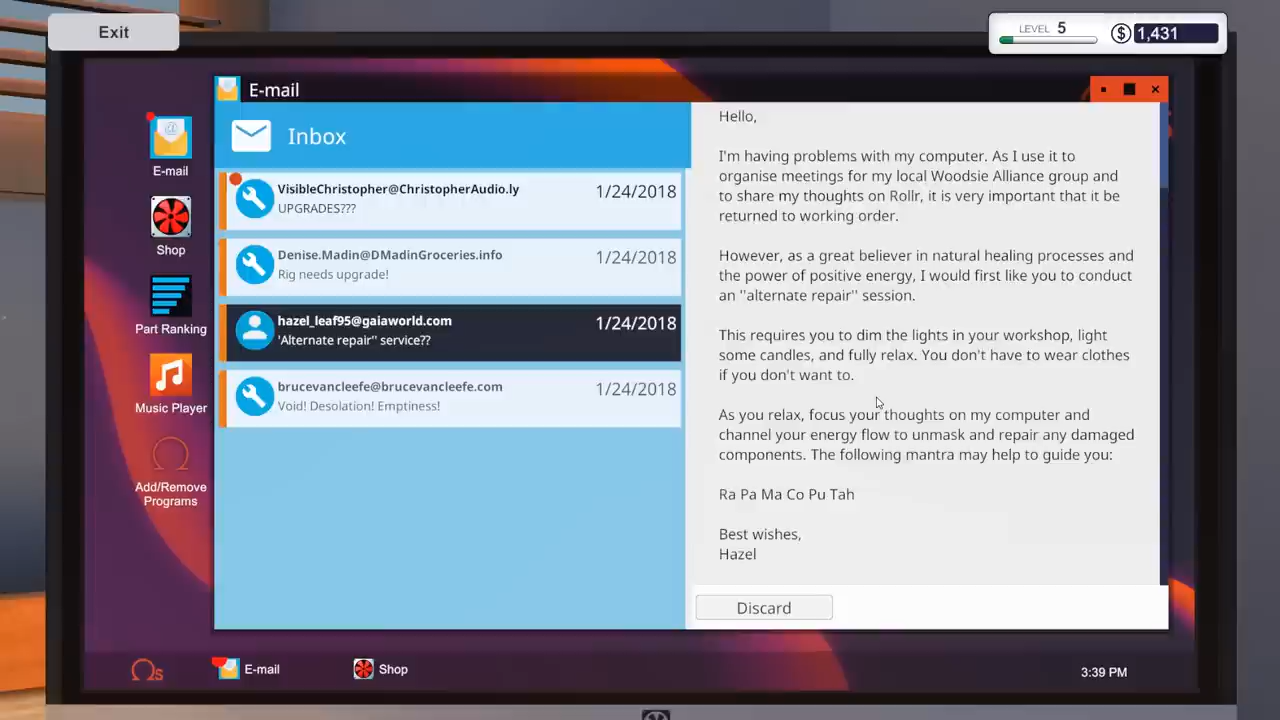 Exit
LEVEL 5
$ 1,431
E-mail
Inbox
E-mail
Shop
Part Ranking
Music Player
Add/Remove
Programs
VisibleChristopher@ChristopherAudio.ly
1/24/2018
UPGRADES???
Denise.Madin@DMadinGroceries.info
1/24/2018
Rig needs upgrade!
hazel_leaf95@gaiaworld.com
1/24/2018
'Alternate repair'' service??
brucevancleefe@brucevancleefe.com
1/24/2018
Void! Desolation! Emptiness!
Hello,
I'm having problems with my computer. As I use it to
organise meetings for my local Woodsie Alliance group and
to share my thoughts on Rollr, it is very important that it be
returned to working order.
However, as a great believer in natural healing processes and
the power of positive energy, I would first like you to conduct
an ''alternate repair'' session.
This requires you to dim the lights in your workshop, light
some candles, and fully relax. You don't have to wear clothes
if you don't want to.
As you relax, focus your thoughts on my computer and
channel your energy flow to unmask and repair any damaged
components. The following mantra may help to guide you:
Ra Pa Ma Co Pu Tah
Best wishes,
Hazel
Discard
Ωs
E-mail
Shop
3:39 PM